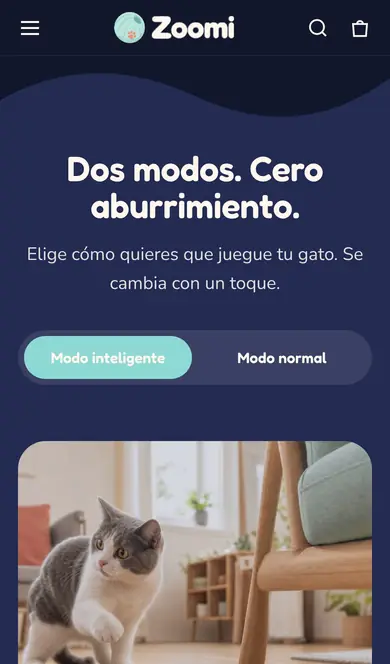 Zoomi
Dos modos. Cero
aburrimiento.
Elige cómo quieres que juegue tu gato. Se
cambia con un toque.
Modo inteligente
Modo normal